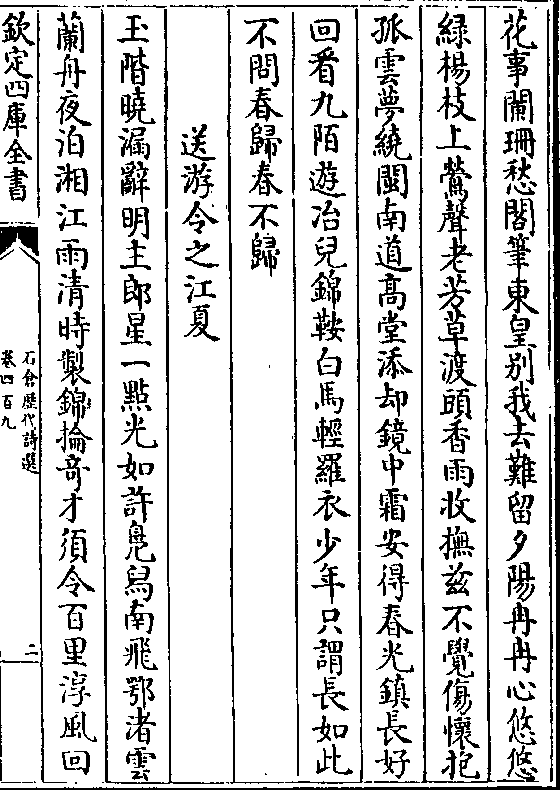 花事闌珊愁閣筆東皇别我去難留夕陽冉冉心悠悠
緑楊枝上鶯聲老芳草渡頭香雨收撫兹不覺傷懷抱
孤雲夢繞閩南道髙堂添却鏡中霜安得春光鎮長好
回看九陌遊冶兒錦鞍白馬輕羅衣少年只謂長如此
不問春歸春不歸
送游令之江夏
玉階曉漏辭明主郎星一點光如許鳬舄南飛鄂渚雲
蘭舟夜泊湘江雨清時製錦掄竒才須令百里淳風回
欽定四庫全書
石倉歷代詩選
卷四百九
二